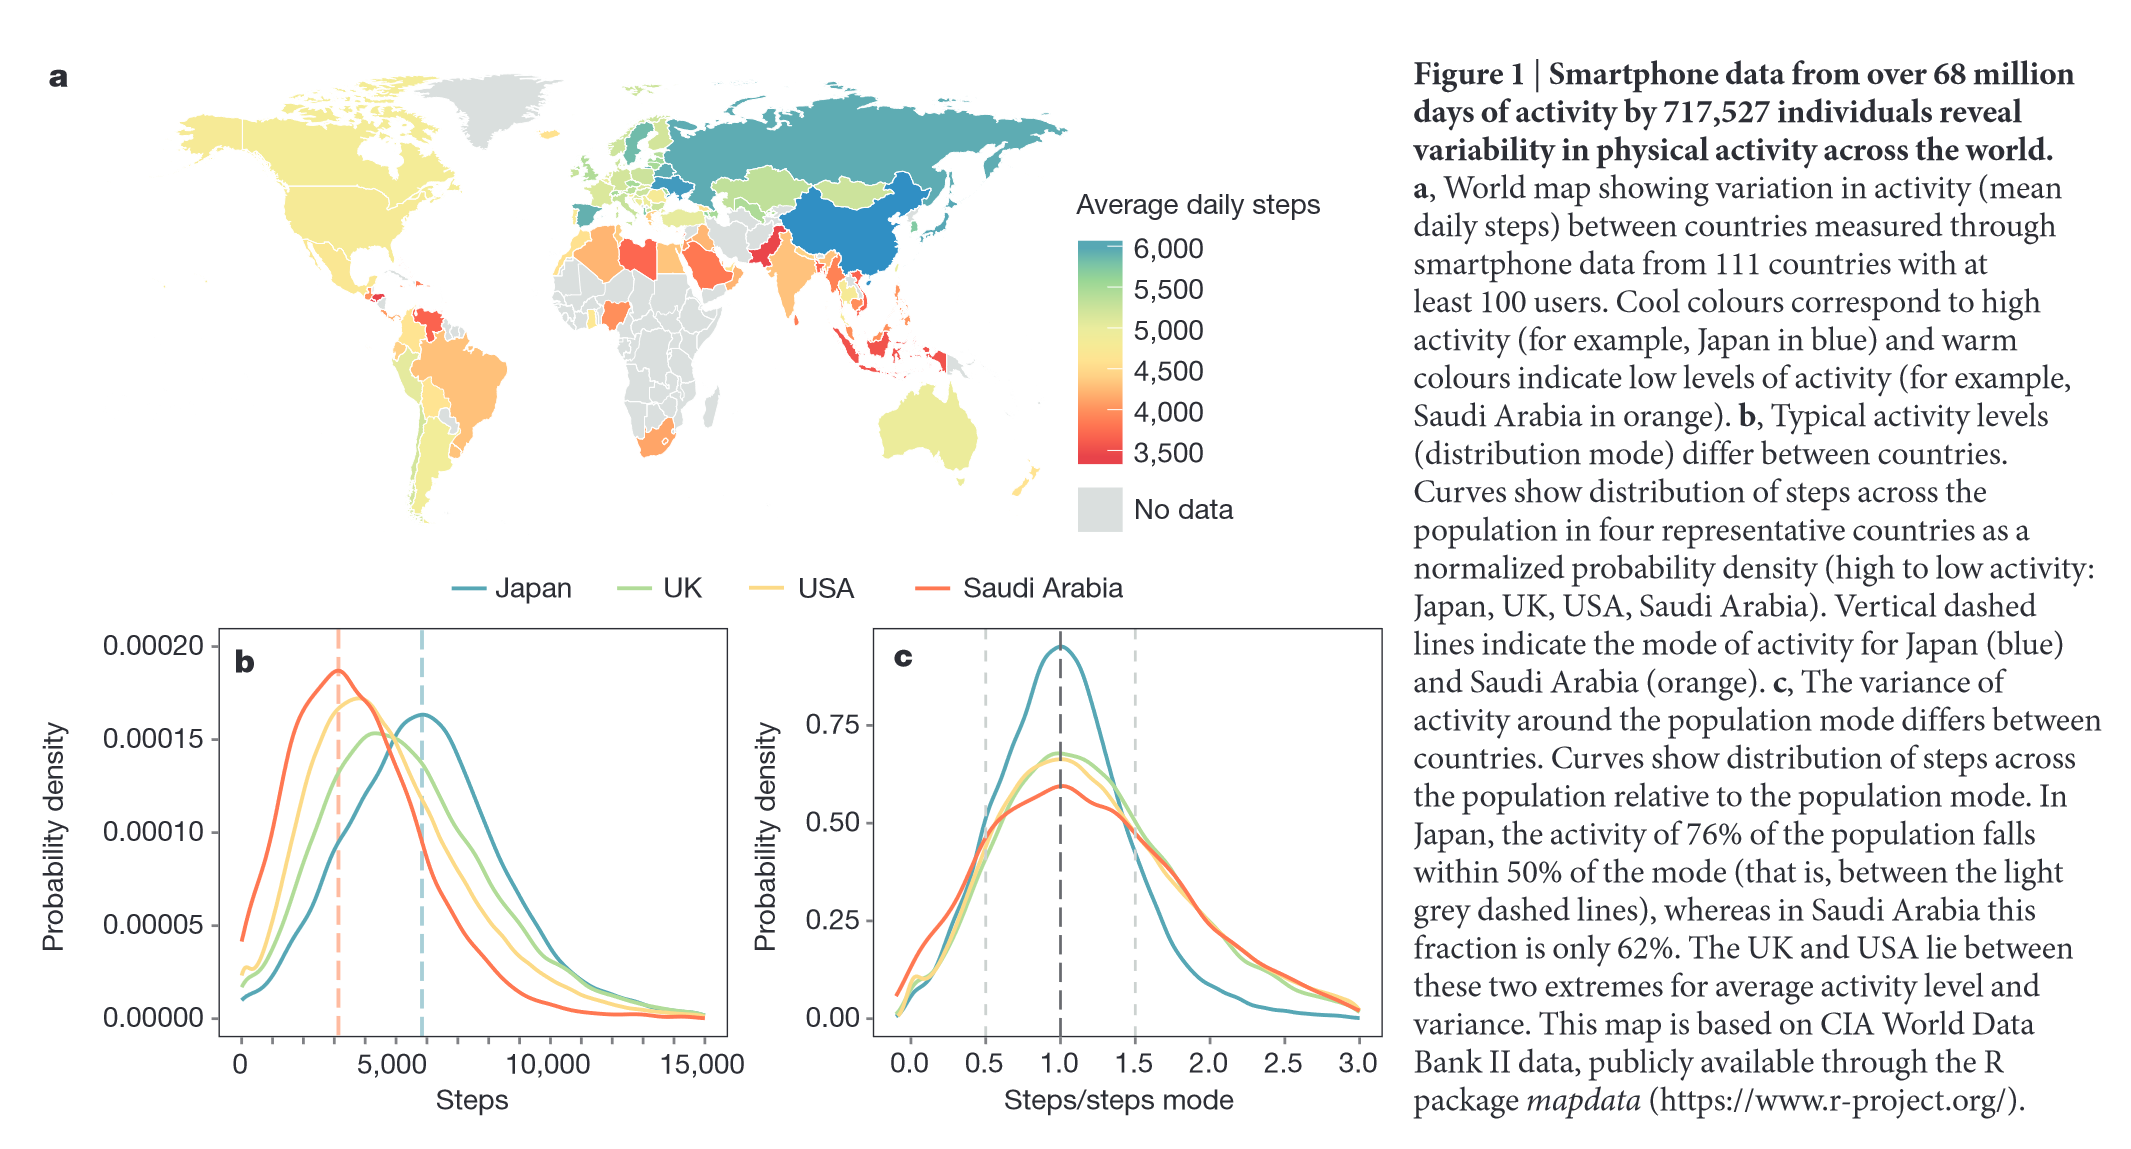 a
Average daily steps
6,000
5,500
5,000
4,500
4,000
3,500
No data
Japan
UK
USA
Saudi Arabia
b
0.00020
0.00015
0.00010
0.00005
0.00000
Probability density
0
5,000
10,000
15,000
Steps
c
0.75
0.50
0.25
0.00
Probability density
0.0
0.5
1.0
1.5
2.0
2.5
3.0
Steps/steps mode
Figure 1 | Smartphone data from over 68 million
days of activity by 717,527 individuals reveal
variability in physical activity across the world.
a, World map showing variation in activity (mean
daily steps) between countries measured through
smartphone data from 111 countries with at
least 100 users. Cool colours correspond to high
activity (for example, Japan in blue) and warm
colours indicate low levels of activity (for example,
Saudi Arabia in orange). b, Typical activity levels
(distribution mode) differ between countries.
Curves show distribution of steps across the
population in four representative countries as a
normalized probability density (high to low activity:
Japan, UK, USA, Saudi Arabia). Vertical dashed
lines indicate the mode of activity for Japan (blue)
and Saudi Arabia (orange). c, The variance of
activity around the population mode differs between
countries. Curves show distribution of steps across
the population relative to the population mode. In
Japan, the activity of 76% of the population falls
within 50% of the mode (that is, between the light
grey dashed lines), whereas in Saudi Arabia this
fraction is only 62%. The UK and USA lie between
these two extremes for average activity level and
variance. This map is based on CIA World Data
Bank II data, publicly available through the R
package mapdata (https://www.r-project.org/).